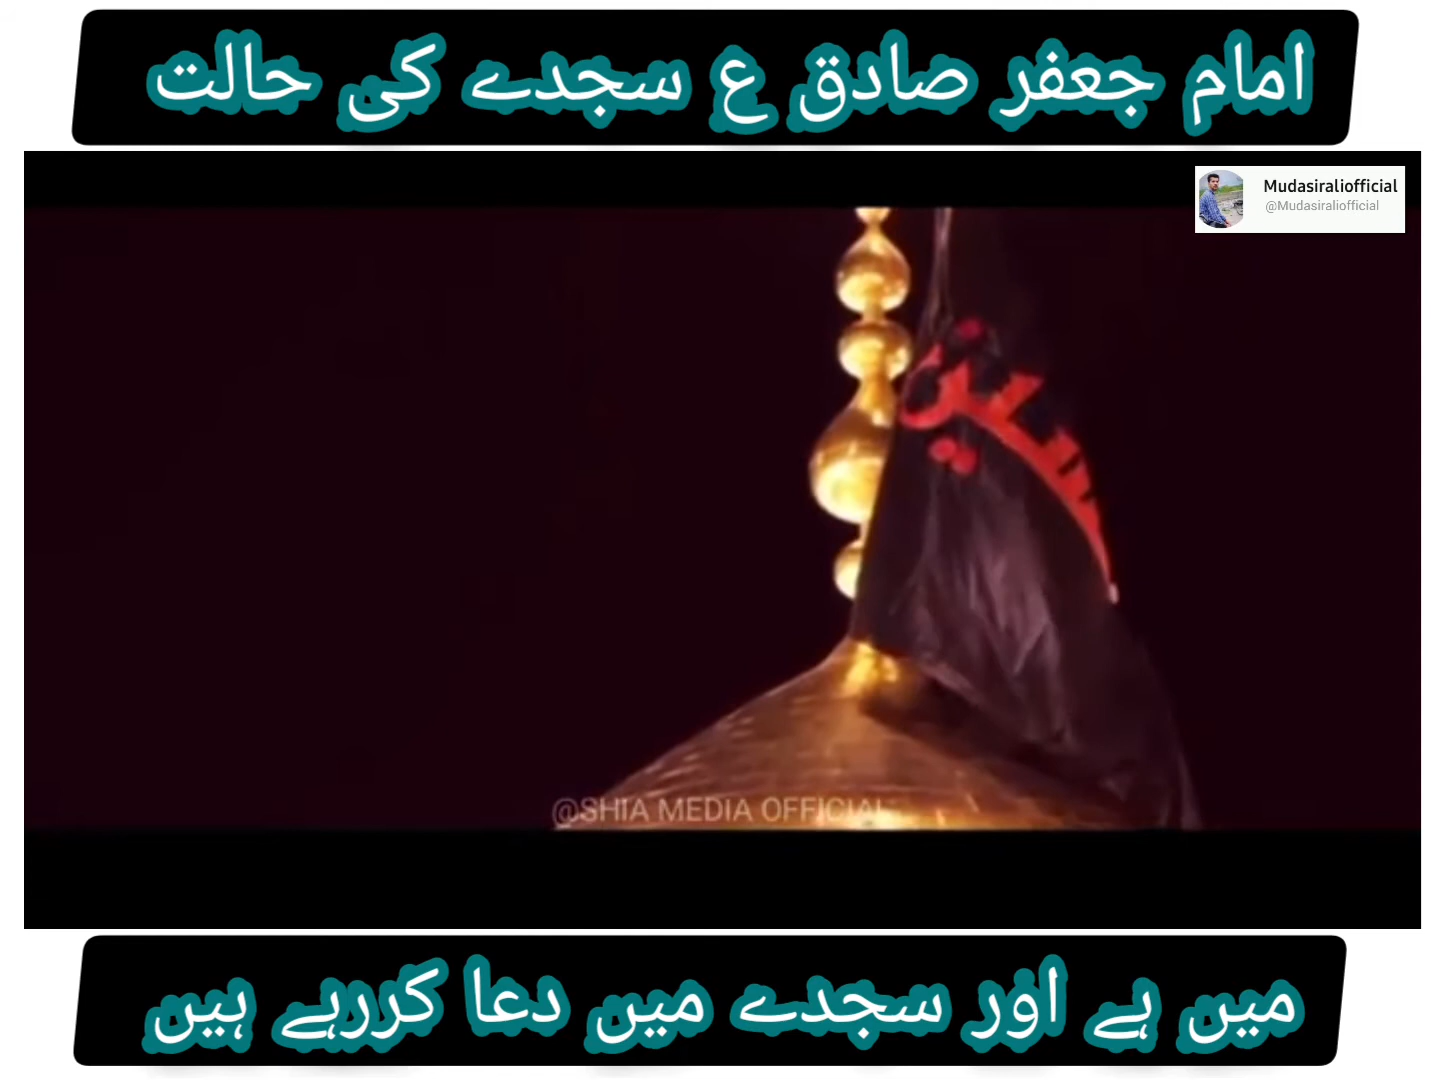 امام جعفر صادق ع سجدے کی حالت
Mudasiraliofficial
@Mudasiraliofficial
@SHIA MEDIA OFFICIAL
میں ہے اور سجدے میں دعا کررہے ہیں